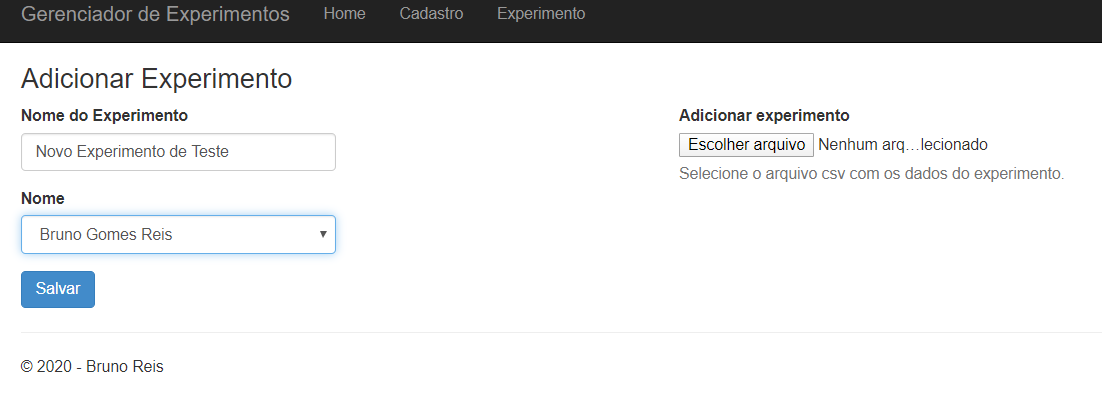 Gerenciador de Experimentos Home Cadastro Experimento
Adicionar Experimento
Nome do Experimento
Novo Experimento de Teste
Nome
Bruno Gomes Reis
Salvar
Adicionar experimento
Escolher arquivo Nenhum arq...lecionado
Selecione o arquivo csv com os dados do experimento.
© 2020 - Bruno Reis